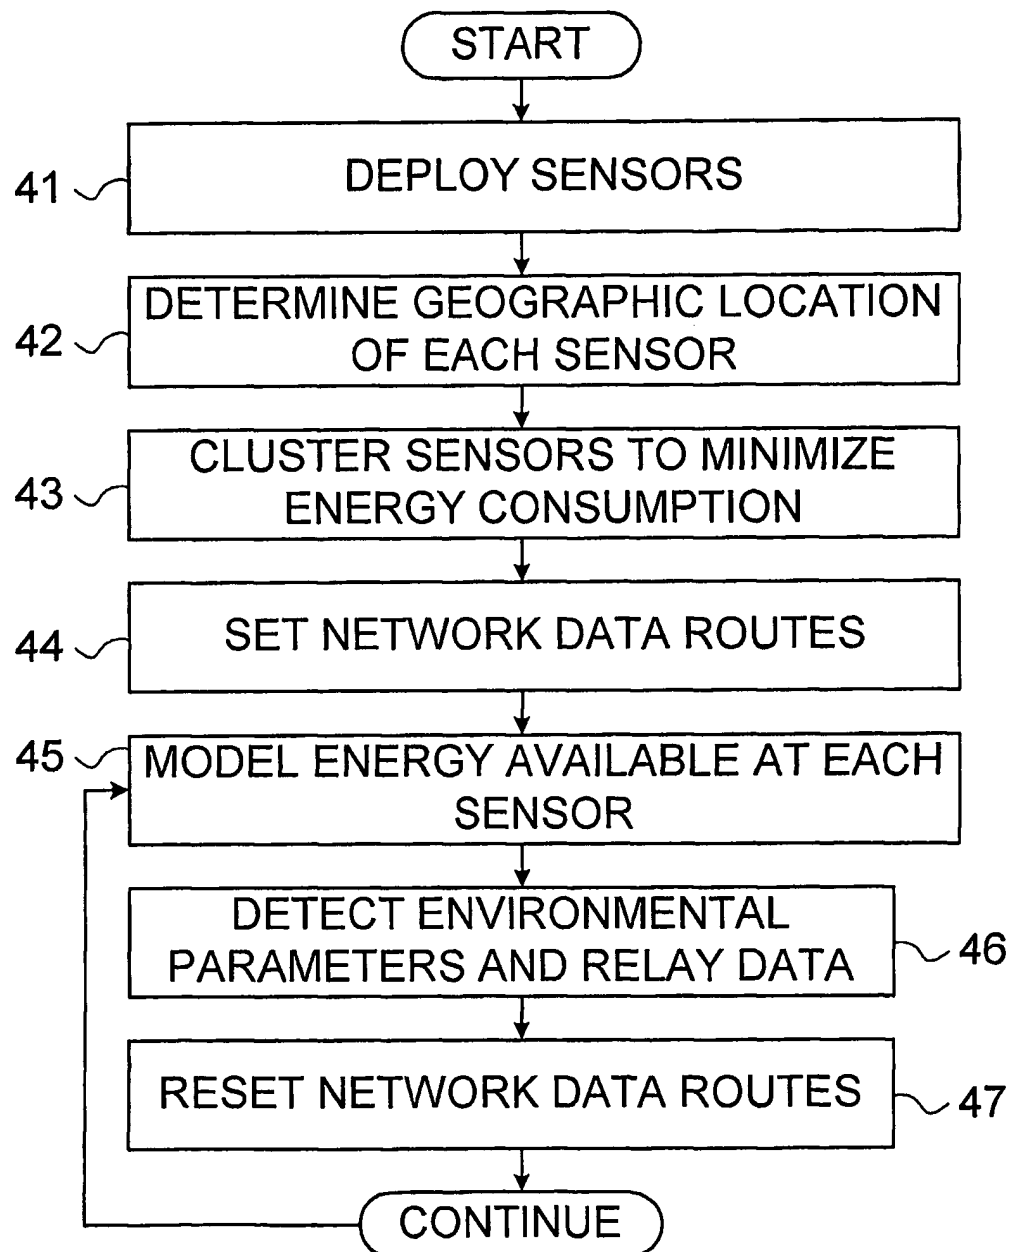 START
41
DEPLOY SENSORS
42
DETERMINE GEOGRAPHIC LOCATION
OF EACH SENSOR
43
CLUSTER SENSORS TO MINIMIZE
ENERGY CONSUMPTION
44
SET NETWORK DATA ROUTES
45
MODEL ENERGY AVAILABLE AT EACH
SENSOR
DETECT ENVIRONMENTAL
PARAMETERS AND RELAY DATA
46
RESET NETWORK DATA ROUTES
47
CONTINUE